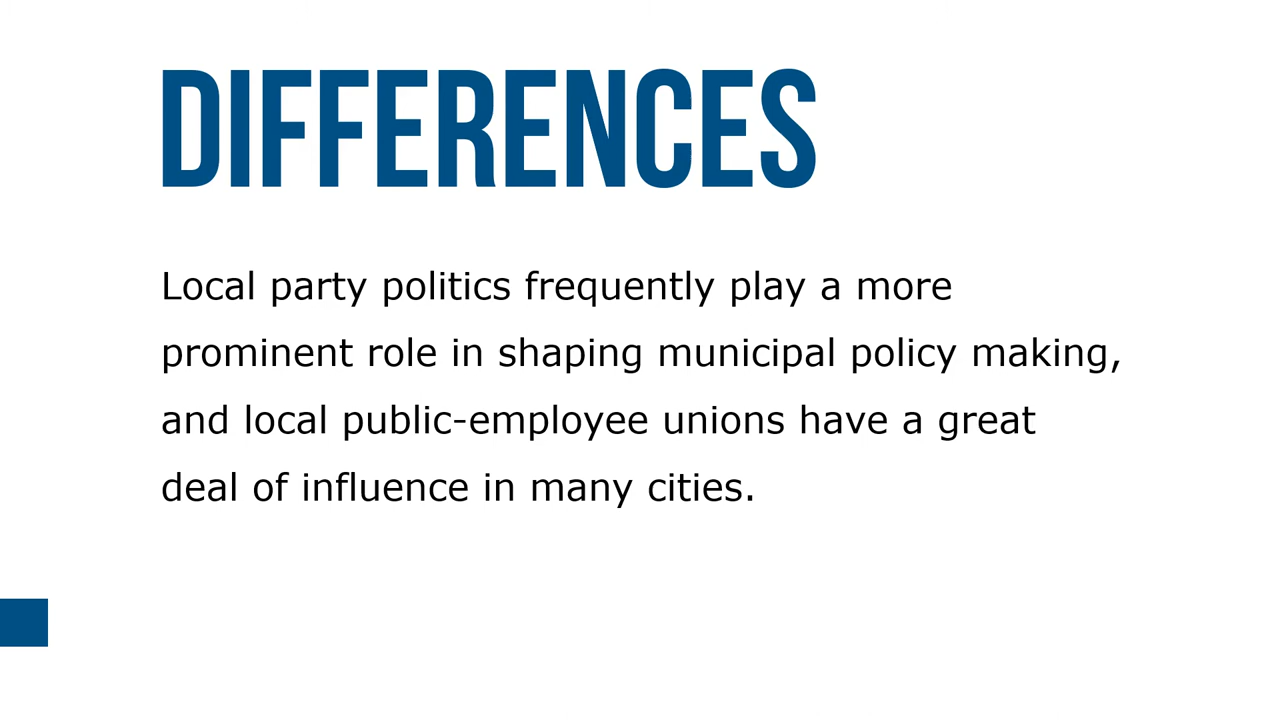 DIFFERENCES
Local party politics frequently play a more
prominent role in shaping municipal policy making,
and local public-employee unions have a great
deal of influence in many cities.